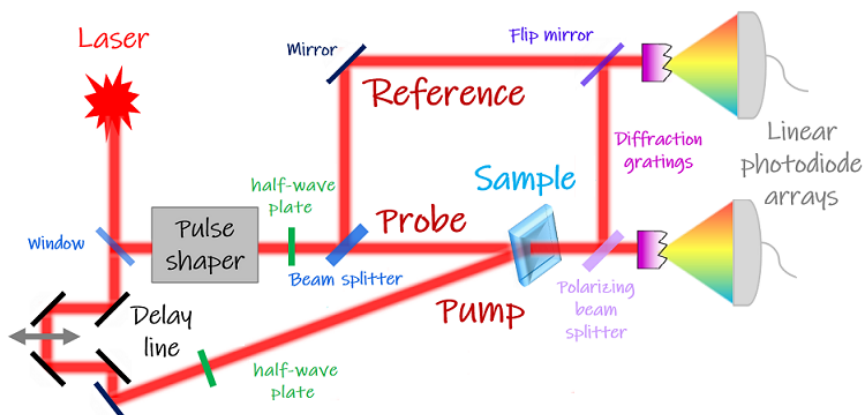 Laser
Mirror
Flip mirror
Reference
Diffraction
gratings
Linear
photodiode
arrays
half-wave
plate
Sample
Probe
Window
Pulse
shaper
Beam splitter
Pump
Polarizing
beam
splitter
Delay
line
half-wave
plate